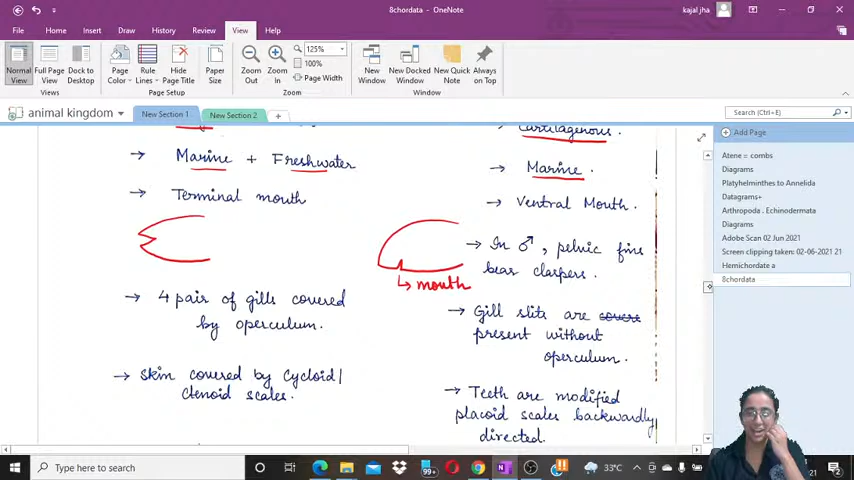 8chordata - OneNote
kajal jha
File Home Insert Draw History Review View Help
125%
100%
Page Width
Normal View
Full Page View
Dock to Desktop
Page Color
Rule Lines
Hide Page Title
Paper Size
Zoom Out
Zoom In
New Window
New Docked Window
New Quick Note
Always on Top
Views
Page Setup
Zoom
Window
animal kingdom
New Section 1
New Section 2
Search (Ctrl+E)
Add Page
Atene = combs
Diagrams
Platyhelminthes to Annelida
Datagrams+
Arthropoda . Echinodermata
Diagrams
Adobe Scan 02 Jun 2021
Screen clipping taken: 02-06-2021 21
Hemichordate a
8chordata
→ Marine + Freshwater
→ Terminal mouth
→ 4 pair of gills covered
by operculum.
→ Skin covered by Cycloid/
Ctenoid scales.
Cartilagenous.
→ Marine.
→ Ventral Mouth.
→ In ♂, pelvic fins
bear claspers.
↳ mouth
→ Gill slits are covere
present without
operculum.
→ Teeth are modified
placoid scales backwardly
directed.
Type here to search
99+
33°C